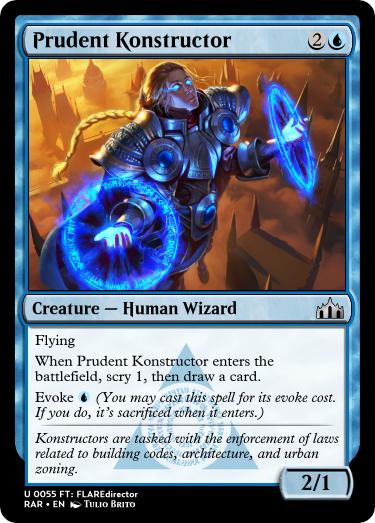 Prudent Konstructor 2
Creature — Human Wizard
Flying
When Prudent Konstructor enters the
battlefield, scry 1, then draw a card.
Evoke (You may cast this spell for its evoke cost.
If you do, it's sacrificed when it enters.)
Konstructors are tasked with the enforcement of laws
related to building codes, architecture, and urban
zoning.
2/1
U 0055 FT: FLAREdirector
RAR • EN Tulio Brito